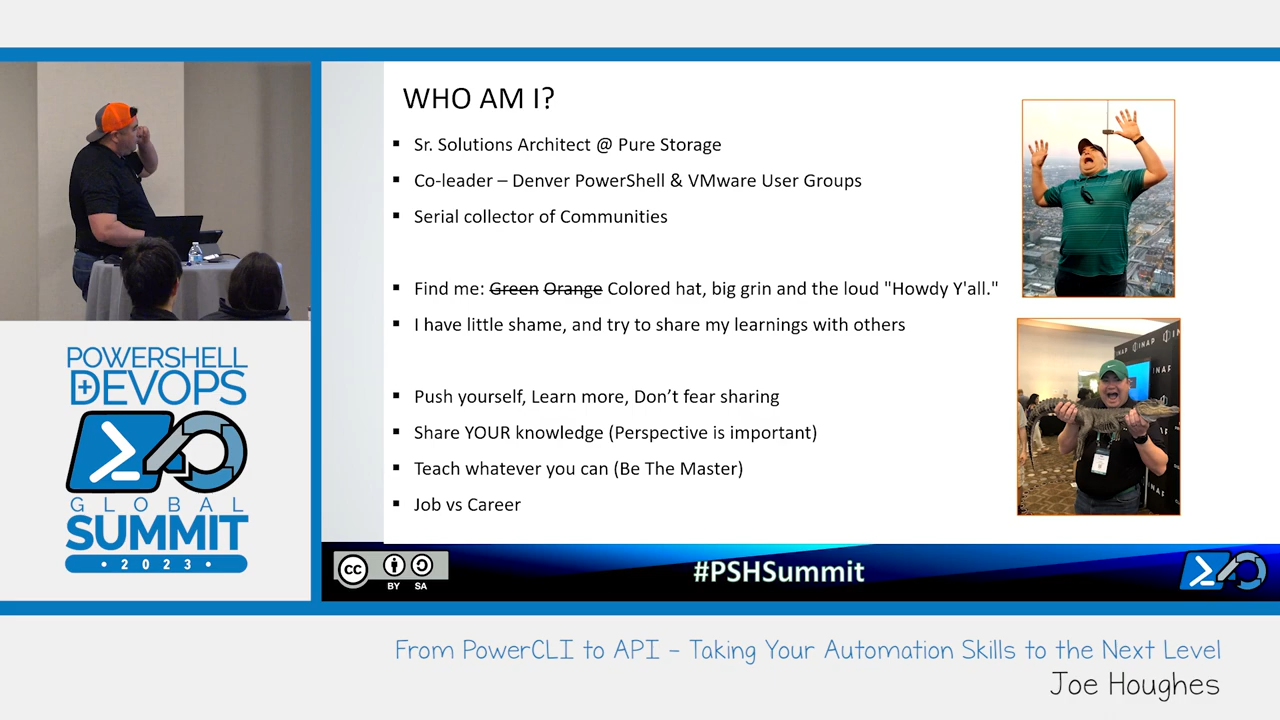 WHO AM I?
Sr. Solutions Architect @ Pure Storage
Co-leader – Denver PowerShell & VMware User Groups
Serial collector of Communities
Find me: Green Orange Colored hat, big grin and the loud "Howdy Y'all."
I have little shame, and try to share my learnings with others
Push yourself, Learn more, Don't fear sharing
Share YOUR knowledge (Perspective is important)
Teach whatever you can (Be The Master)
Job vs Career
INAP
INAP
POWERSHELL
+DEVOPS
GLOBAL
SUMMIT
•2023•
cc
BY SA
#PSHSummit
From PowerCLI to API – Taking Your Automation Skills to the Next Level
Joe Houghes